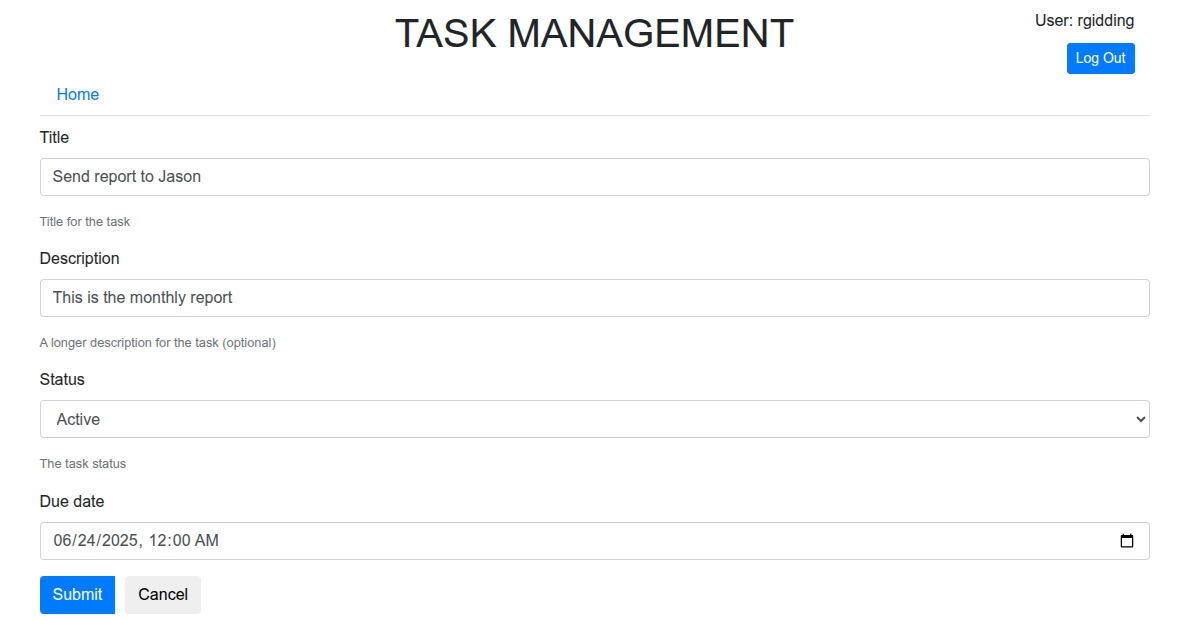 TASK MANAGEMENT
User: rgidding
Log Out
Home
Title
Send report to Jason
Title for the task
Description
This is the monthly report
A longer description for the task (optional)
Status
Active
The task status
Due date
06/24/2025, 12:00 AM
Submit Cancel